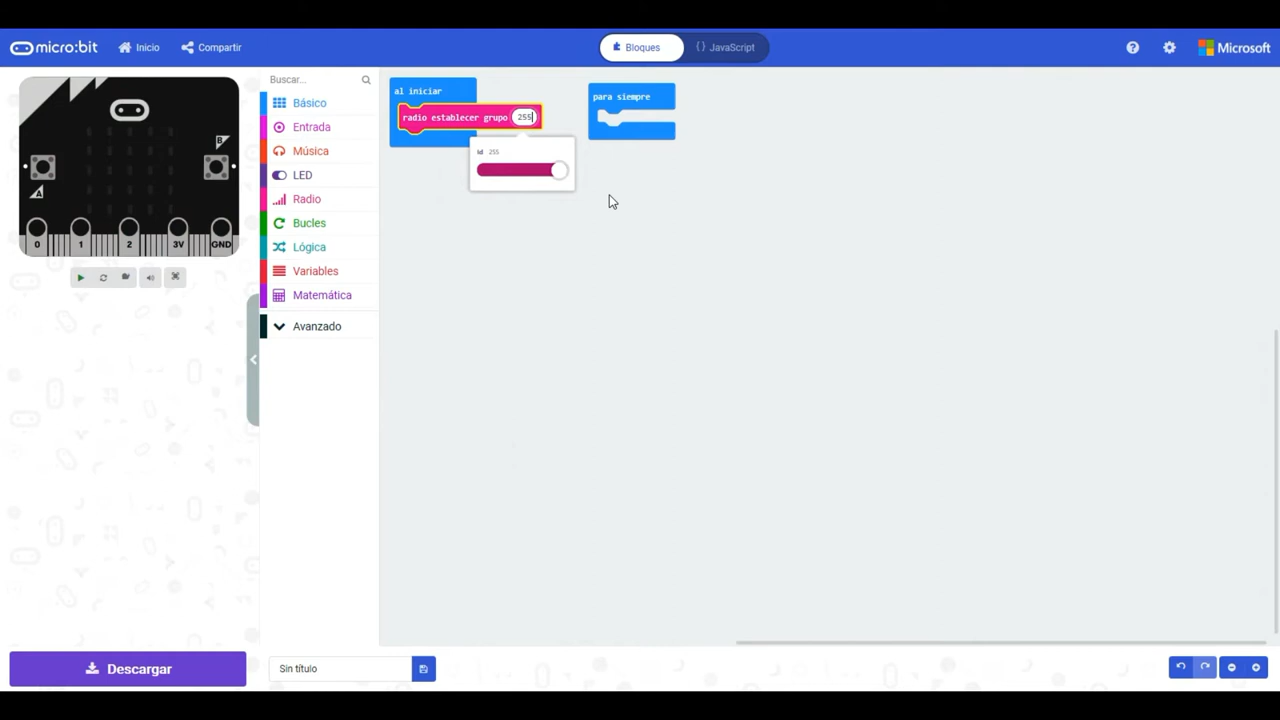 micro:bit Inicio Compartir Bloques {} JavaScript Microsoft
Buscar...
Básico
Entrada
Música
LED
Radio
Bucles
Lógica
Variables
Matemática
Avanzado
al iniciar
radio establecer grupo 255
id 255
para siempre
B
A
0 1 2 3V GND
Descargar
Sin título